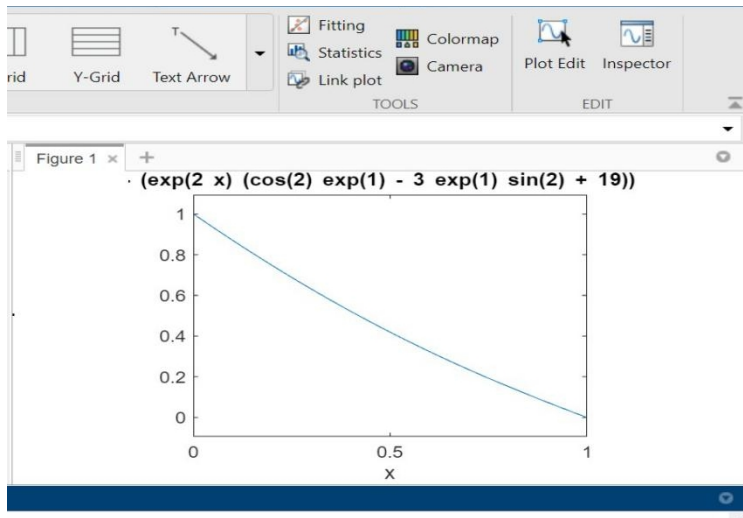 Fitting
Colormap
Statistics
Camera
Link plot
rid
Y-Grid
Text Arrow
Plot Edit
Inspector
TOOLS
EDIT
Figure 1
(exp(2 x) (cos(2) exp(1) - 3 exp(1) sin(2) + 19))
1
0.8
0.6
0.4
0.2
0
0 0.5 1
x